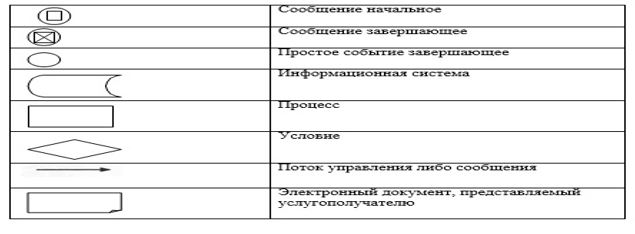 Сообщение начальное
Сообщение завершающее
Простое событие завершающее
Информационная система
Процесс
Условие
Поток управления либо сообщения
Электронный документ, представляемый
услугополучателю